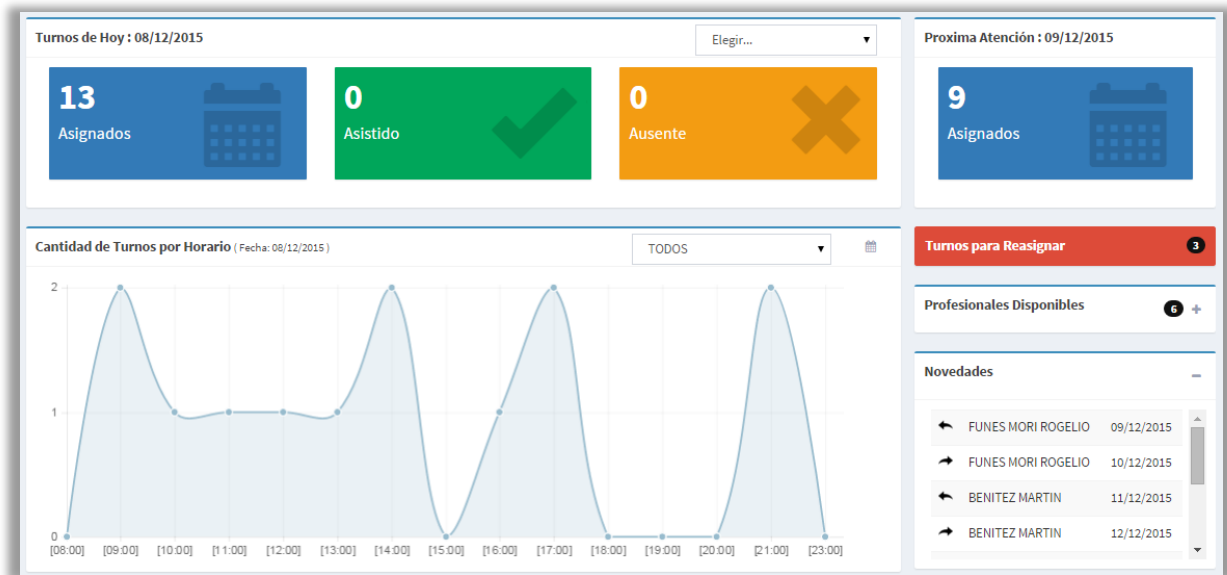 Turnos de Hoy : 08/12/2015
Elegir...
13
Asignados
0
Asistido
0
Ausente
Proxima Atención : 09/12/2015
9
Asignados
Cantidad de Turnos por Horario ( Fecha: 08/12/2015 )
TODOS
2
1
0
[08:00] [09:00] [10:00] [11:00] [12:00] [13:00] [14:00] [15:00] [16:00] [17:00] [18:00] [19:00] [20:00] [21:00] [23:00]
Turnos para Reasignar 3
Profesionales Disponibles 6 +
Novedades −
FUNES MORI ROGELIO 09/12/2015
FUNES MORI ROGELIO 10/12/2015
BENITEZ MARTIN 11/12/2015
BENITEZ MARTIN 12/12/2015